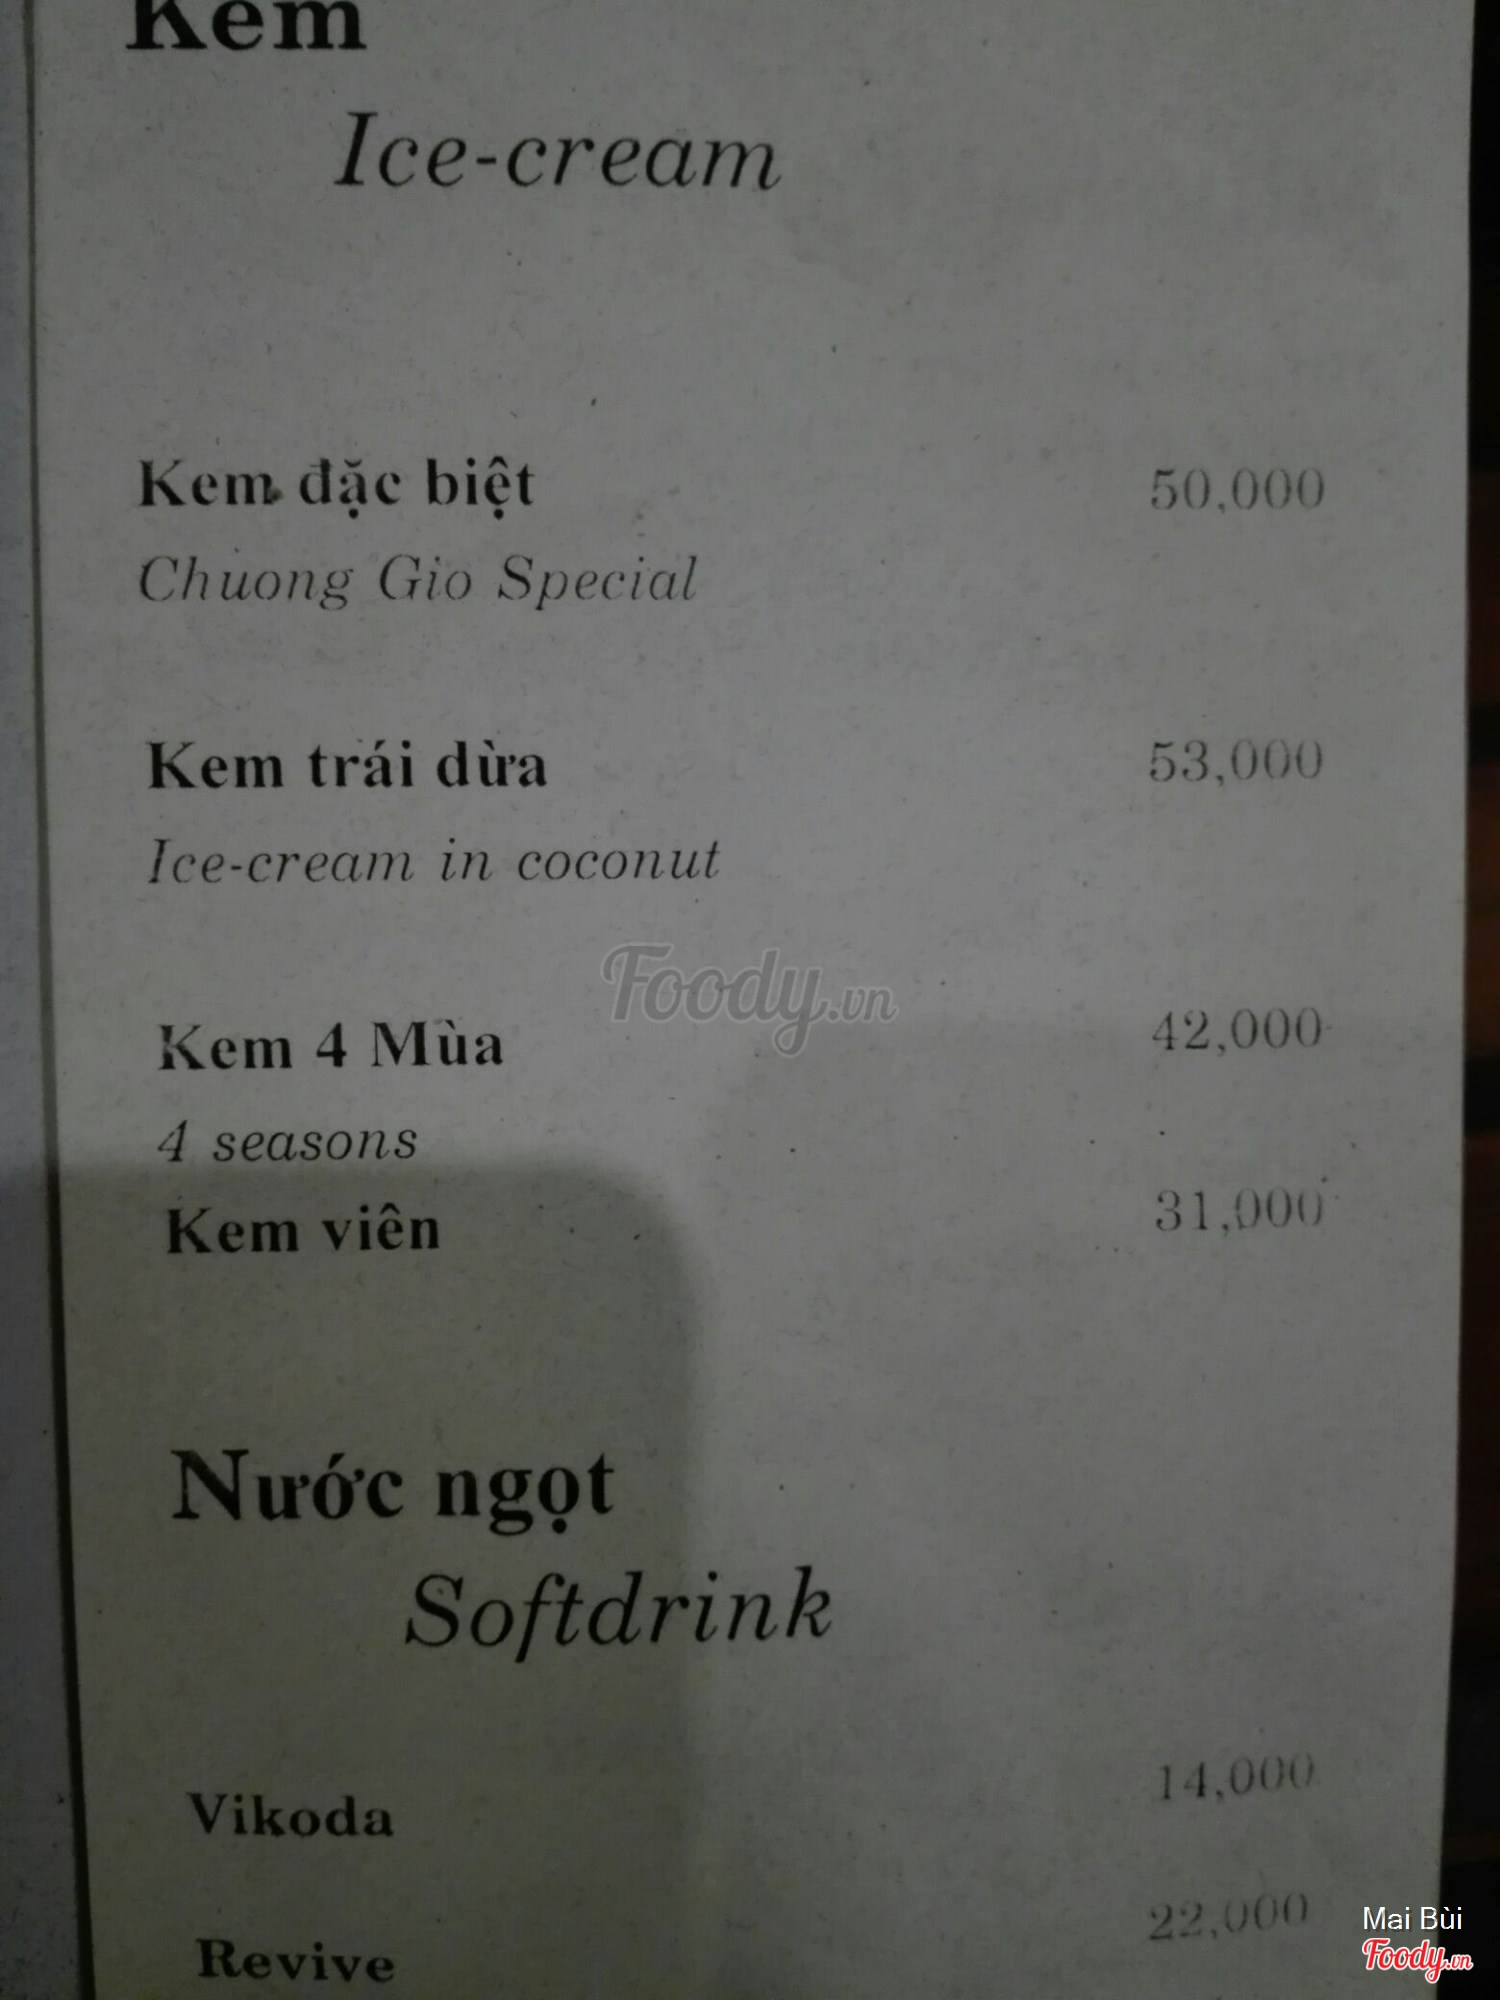 Kem
Ice-cream
Kem đặc biệt 50,000
Chuong Gio Special
Kem trái dừa 53,000
Ice-cream in coconut
Foody.vn
Kem 4 Mùa 42,000
4 seasons
Kem viên 31,000
Nước ngọt
Softdrink
Vikoda 14,000
Revive 22,000
Mai Bùi
Foody.vn